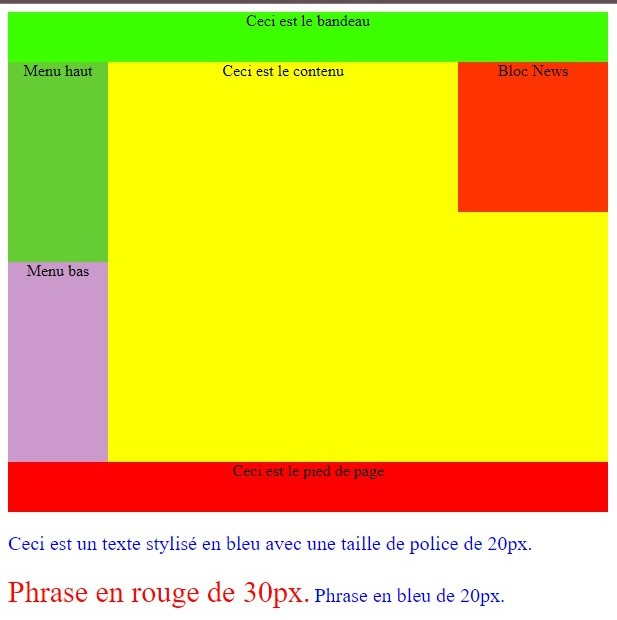 Ceci est le bandeau
Menu haut
Ceci est le contenu
Bloc News
Menu bas
Ceci est le pied de page
Ceci est un texte stylisé en bleu avec une taille de police de 20px.
Phrase en rouge de 30px. Phrase en bleu de 20px.